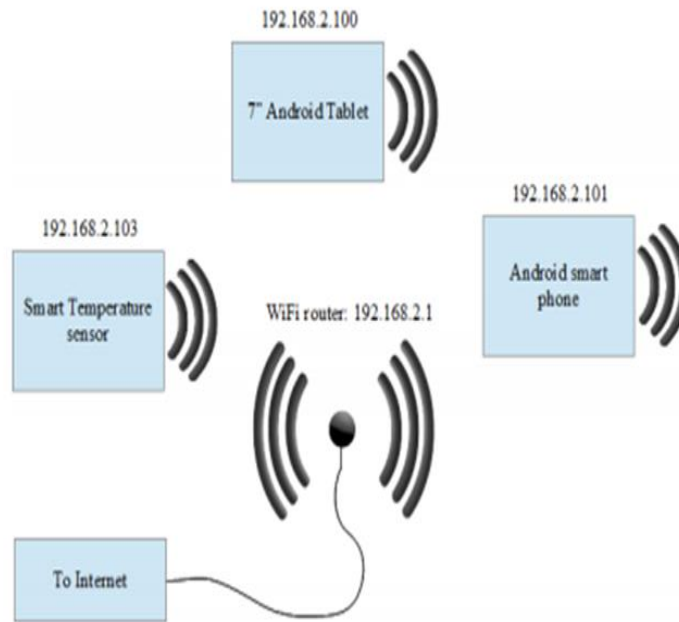 192.168.2.100
7" Android Tablet
192.168.2.101
192.168.2.103
Android smart
phone
Smart Temperature
sensor
WiFi router: 192.168.2.1
To Internet